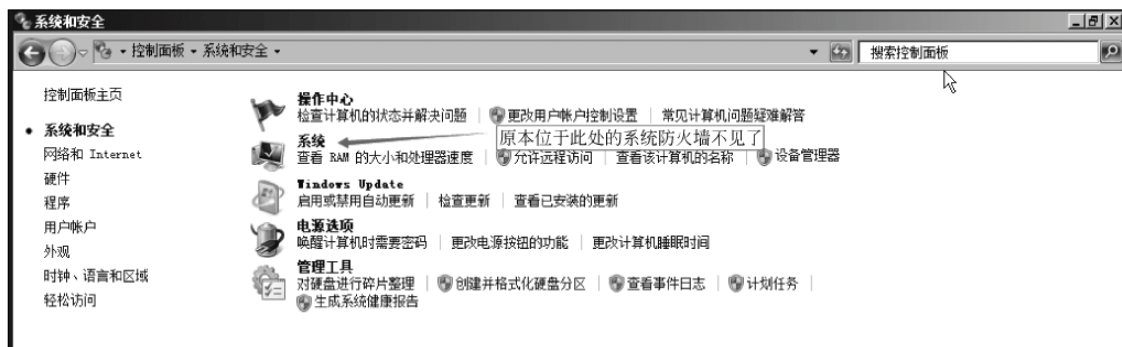 系统和安全
控制面板 系统和安全
搜索控制面板
控制面板主页
系统和安全
网络和 Internet
硬件
程序
用户帐户
外观
时钟、语言和区域
轻松访问
操作中心
检查计算机的状态并解决问题 更改用户帐户控制设置 常见计算机问题疑难解答
系统
原本位于此处的系统防火墙不见了
查看 RAM 的大小和处理器速度 允许远程访问 查看该计算机的名称 设备管理器
Windows Update
启用或禁用自动更新 检查更新 查看已安装的更新
电源选项
唤醒计算机时需要密码 更改电源按钮的功能 更改计算机睡眠时间
管理工具
对硬盘进行碎片整理 创建并格式化硬盘分区 查看事件日志 计划任务
生成系统健康报告